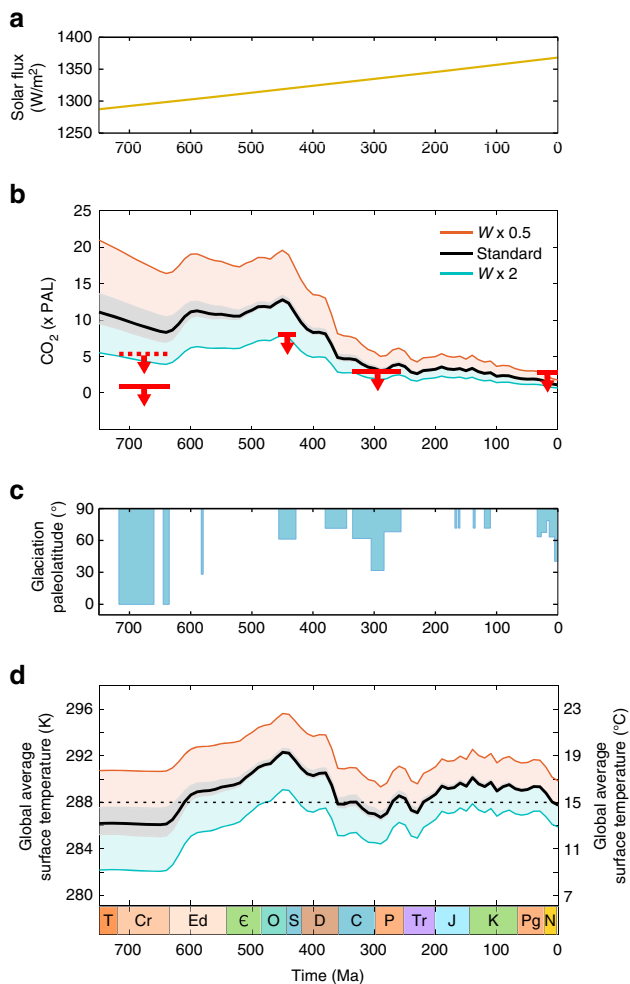 a
Solar flux
(W/m²)
1400
1350
1300
1250
700 600 500 400 300 200 100 0
b
CO₂ (x PAL)
25
20
15
10
5
0
W x 0.5
Standard
W x 2
700 600 500 400 300 200 100 0
c
Glaciation
paleolatitude (°)
90
60
30
0
700 600 500 400 300 200 100 0
d
Global average
surface temperature (K)
296
292
288
284
280
23
19
15
11
7
Global average
surface temperature (°C)
T Cr Ed Є O S D C P Tr J K Pg N
700 600 500 400 300 200 100 0
Time (Ma)